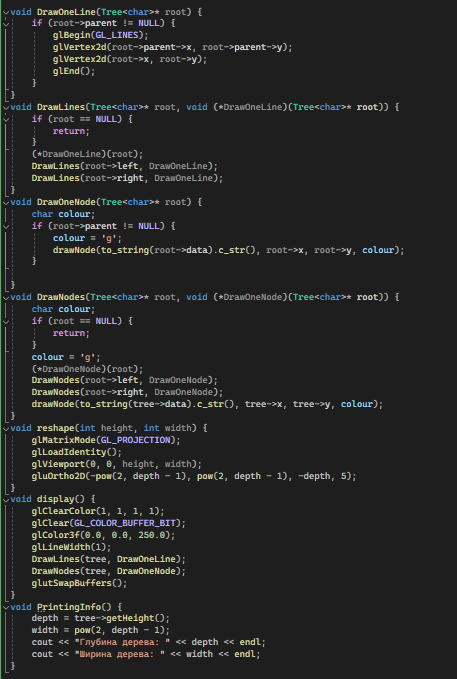 void DrawOneLine(Tree<char>* root) {
if (root->parent != NULL) {
glBegin(GL_LINES);
glVertex2d(root->parent->x, root->parent->y);
glVertex2d(root->x, root->y);
glEnd();
}
}
void DrawLines(Tree<char>* root, void (*DrawOneLine)(Tree<char>* root)) {
if (root == NULL) {
return;
}
(*DrawOneLine)(root);
DrawLines(root->left, DrawOneLine);
DrawLines(root->right, DrawOneLine);
}
void DrawOneNode(Tree<char>* root) {
char colour;
if (root->parent != NULL) {
colour = 'g';
drawNode(to_string(root->data).c_str(), root->x, root->y, colour);
}
}
void DrawNodes(Tree<char>* root, void (*DrawOneNode)(Tree<char>* root)) {
char colour;
if (root == NULL) {
return;
}
colour = 'g';
(*DrawOneNode)(root);
DrawNodes(root->left, DrawOneNode);
DrawNodes(root->right, DrawOneNode);
drawNode(to_string(tree->data).c_str(), tree->x, tree->y, colour);
}
void reshape(int height, int width) {
glMatrixMode(GL_PROJECTION);
glLoadIdentity();
glViewport(0, 0, height, width);
gluOrtho2D(-pow(2, depth - 1), pow(2, depth - 1), -depth, 5);
}
void display() {
glClearColor(1, 1, 1, 1);
glClear(GL_COLOR_BUFFER_BIT);
glColor3f(0.0, 0.0, 250.0);
glLineWidth(1);
DrawLines(tree, DrawOneLine);
DrawNodes(tree, DrawOneNode);
glutSwapBuffers();
}
void PrintingInfo() {
depth = tree->getHeight();
width = pow(2, depth - 1);
cout << "Глубина дерева: " << depth << endl;
cout << "Ширина дерева: " << width << endl;
}